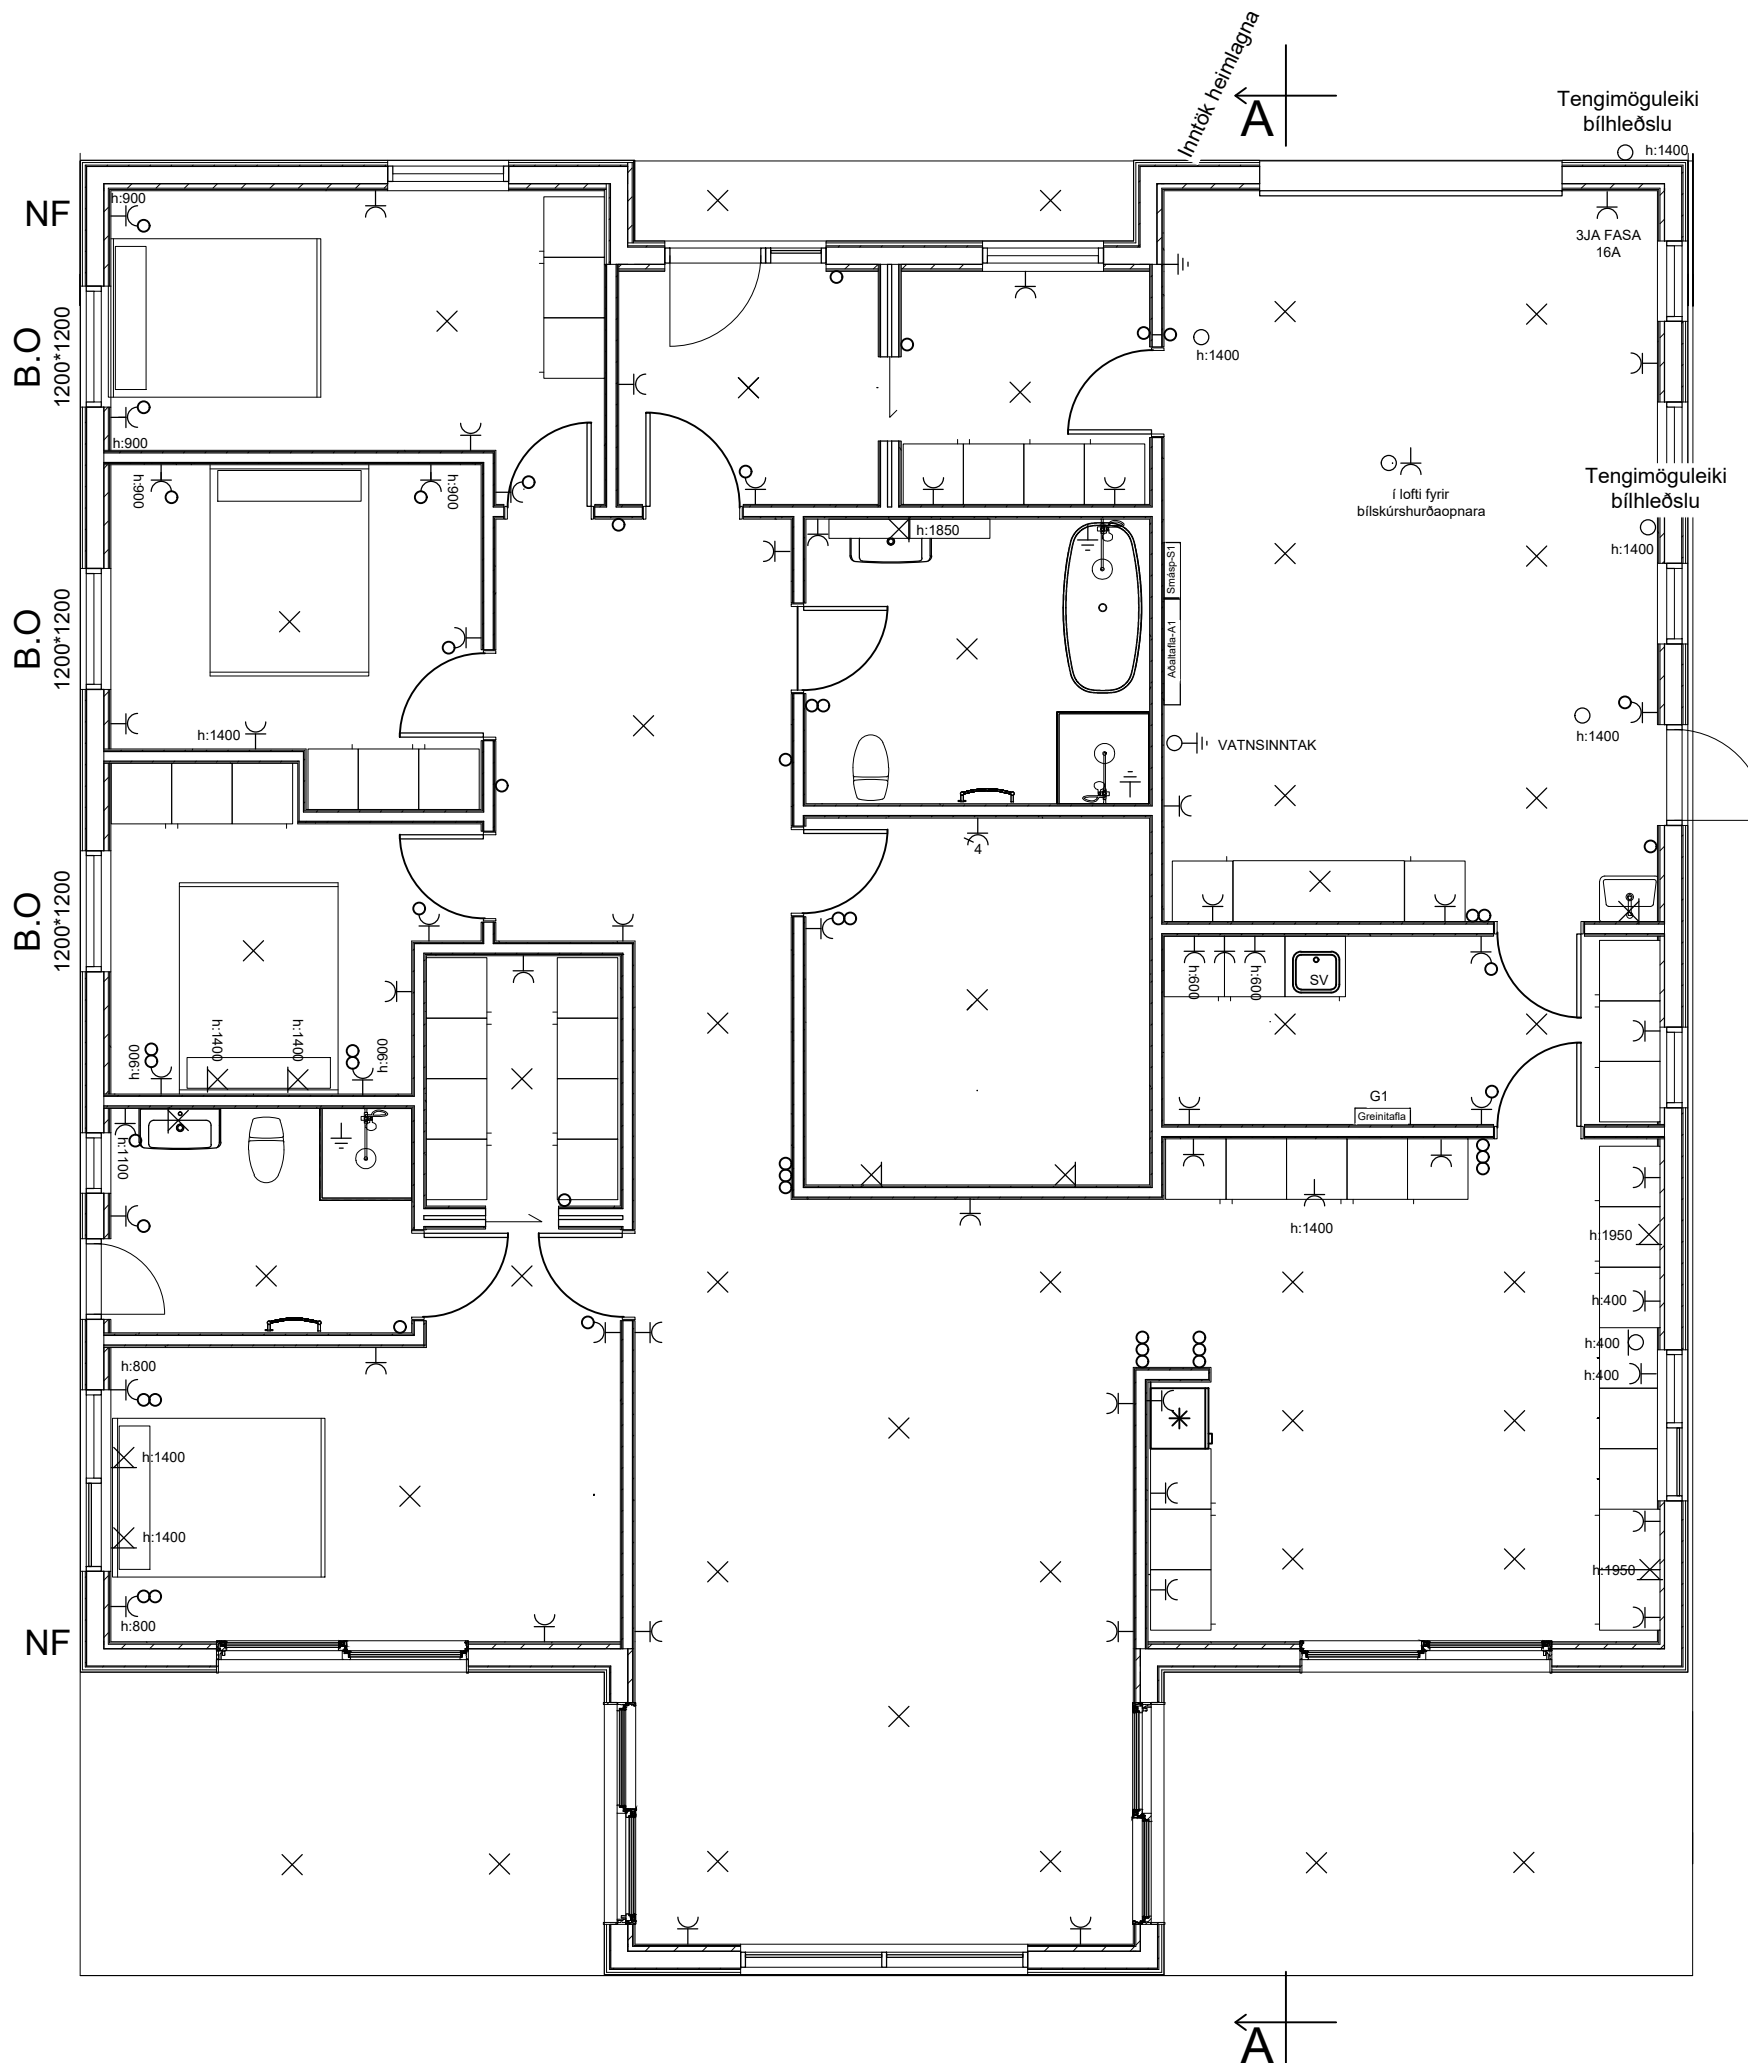 Inntök heimlagna
A
Tengimöguleiki
bílhleðslu
h:1400
NF
h:900
3JA FASA
16A
B.O
1200*1200
h:1400
h:900
h:900
h:900
Tengimöguleiki
bílhleðslu
h:1400
í lofti fyrir
bílskúrshurðaopnara
h:1850
Smásp-S1
Aðaltafla-A1
B.O
1200*1200
h:1400
h:1400
VATNSINNTAK
4
B.O
1200*1200
h:600
h:600
SV
h:900
h:1400
h:1400
h:900
G1
Greinitafla
h:1100
h:1400
h:1950
h:400
h:400
h:400
h:800
h:1400
h:1400
h:1950
h:800
NF
A